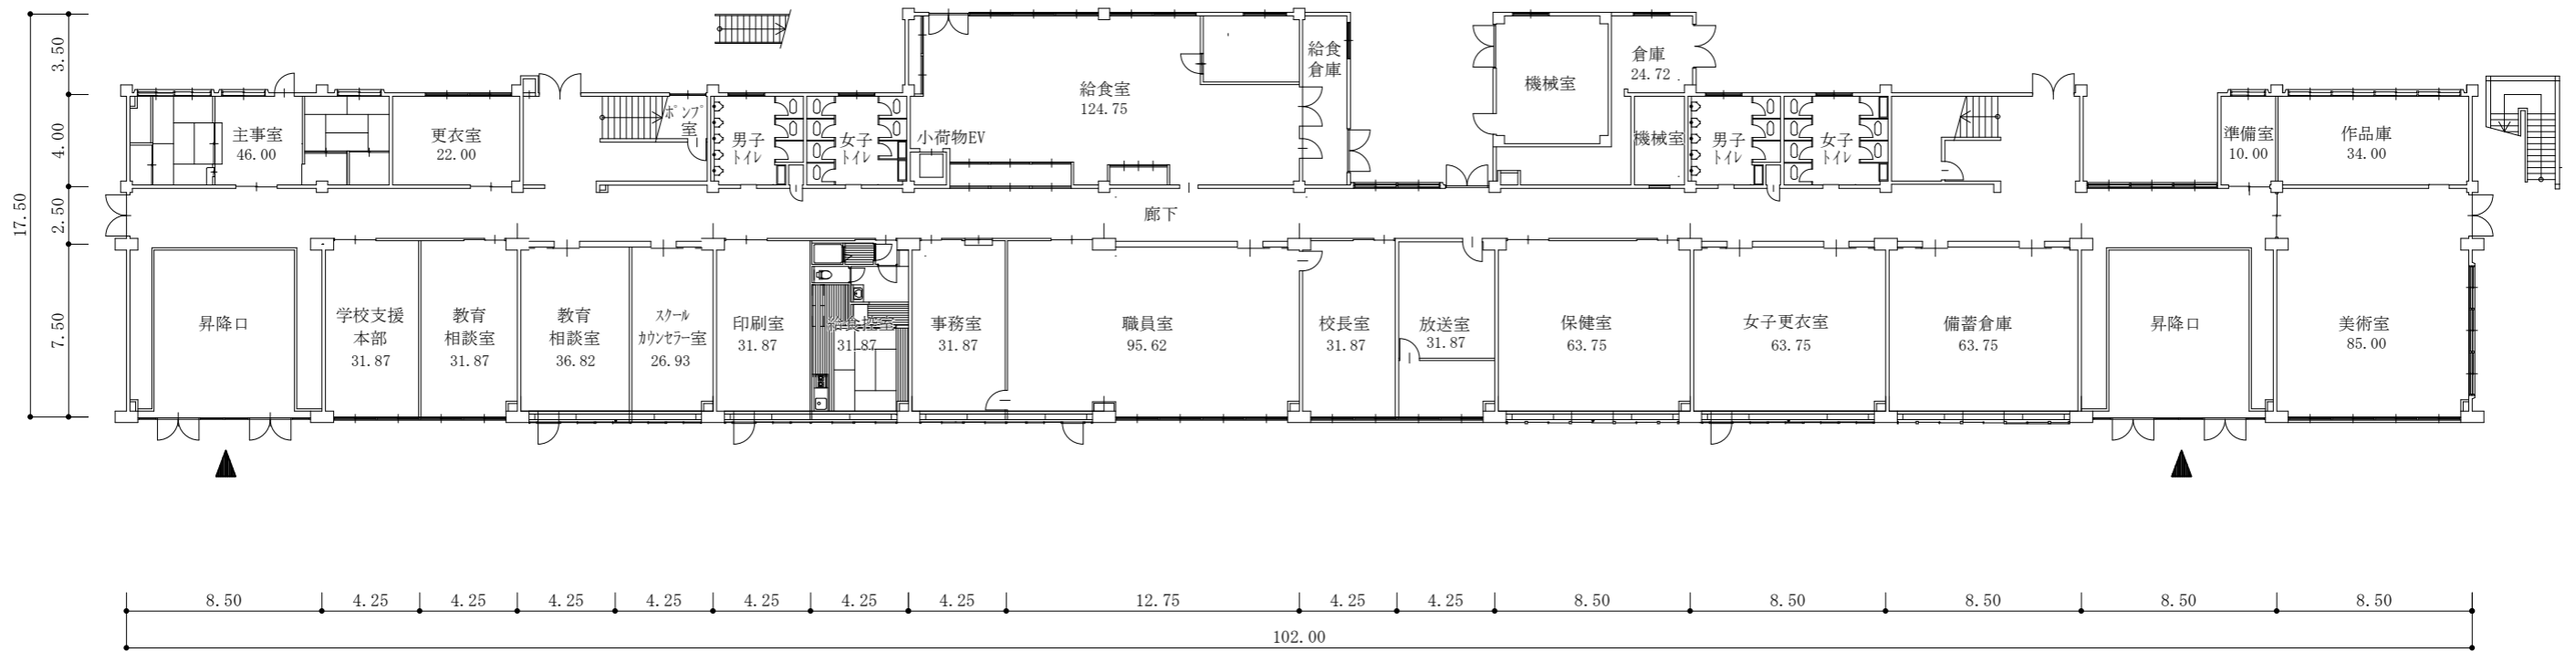 3.50
4.00
2.50
7.50
17.50
主事室
46.00
更衣室
22.00
ﾎﾟﾝﾌﾟ
室
男子
ﾄｲﾚ
女子
ﾄｲﾚ
小荷物EV
給食室
124.75
給食
倉庫
機械室
倉庫
24.72
機械室
男子
ﾄｲﾚ
女子
ﾄｲﾚ
準備室
10.00
作品庫
34.00
廊下
昇降口
学校支援
本部
31.87
教育
相談室
31.87
教育
相談室
36.82
ｽｸｰﾙ
ｶｳﾝｾﾗｰ室
26.93
印刷室
31.87
給食控室
31.87
事務室
31.87
職員室
95.62
校長室
31.87
放送室
31.87
保健室
63.75
女子更衣室
63.75
備蓄倉庫
63.75
昇降口
美術室
85.00
8.50
4.25
4.25
4.25
4.25
4.25
4.25
4.25
12.75
4.25
4.25
8.50
8.50
8.50
8.50
8.50
102.00